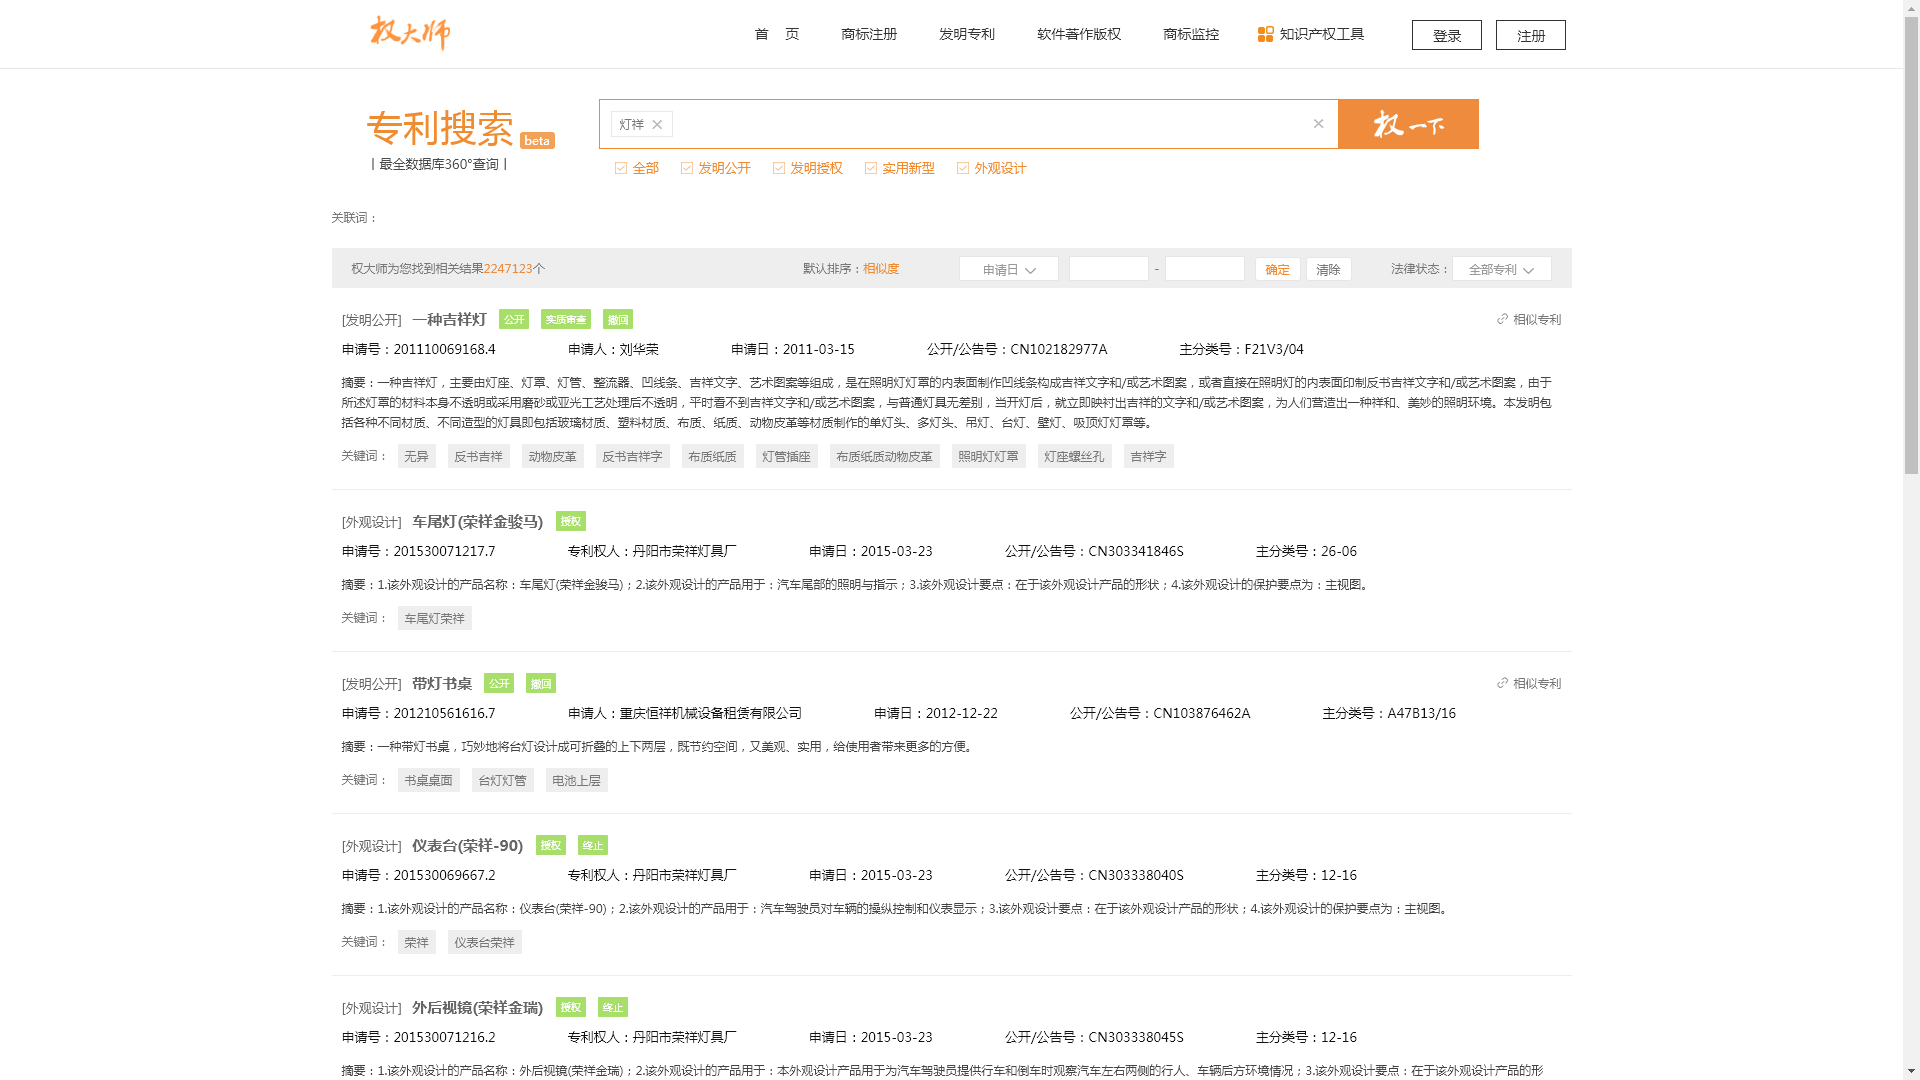 权大师
首 页
商标注册
发明专利
软件著作版权
商标监控
知识产权工具
登录
注册
专利搜索 beta
最全数据库360°查询
灯祥
权一下
全部
发明公开
发明授权
实用新型
外观设计
关联词：
权大师为您找到相关结果2247123个
默认排序：相似度
申请日
-
确定
清除
法律状态：
全部专利
[发明公开] 一种吉祥灯 公开 实质审查 撤回
相似专利
申请号：201110069168.4 申请人：刘华荣 申请日：2011-03-15 公开/公告号：CN102182977A 主分类号：F21V3/04
摘要：一种吉祥灯，主要由灯座、灯罩、灯管、整流器、凹线条、吉祥文字、艺术图案等组成，是在照明灯灯罩的内表面制作凹线条构成吉祥文字和/或艺术图案，或者直接在照明灯的内表面印制反书吉祥文字和/或艺术图案，由于
所述灯罩的材料本身不透明或采用磨砂或亚光工艺处理后不透明，平时看不到吉祥文字和/或艺术图案，与普通灯具无差别，当开灯后，就立即映衬出吉祥的文字和/或艺术图案，为人们营造出一种祥和、美妙的照明环境。本发明包
括各种不同材质、不同造型的灯具即包括玻璃材质、塑料材质、布质、纸质、动物皮革等材质制作的单灯头、多灯头、吊灯、台灯、壁灯、吸顶灯灯罩等。
关键词： 无异 反书吉祥 动物皮革 反书吉祥字 布质纸质 灯管插座 布质纸质动物皮革 照明灯灯罩 灯座螺丝孔 吉祥字
[外观设计] 车尾灯(荣祥金骏马) 授权
申请号：201530071217.7 专利权人：丹阳市荣祥灯具厂 申请日：2015-03-23 公开/公告号：CN303341846S 主分类号：26-06
摘要：1.该外观设计的产品名称：车尾灯(荣祥金骏马)；2.该外观设计的产品用于：汽车尾部的照明与指示；3.该外观设计要点：在于该外观设计产品的形状；4.该外观设计的保护要点为：主视图。
关键词： 车尾灯荣祥
[发明公开] 带灯书桌 公开 撤回
相似专利
申请号：201210561616.7 申请人：重庆恒祥机械设备租赁有限公司 申请日：2012-12-22 公开/公告号：CN103876462A 主分类号：A47B13/16
摘要：一种带灯书桌，巧妙地将台灯设计成可折叠的上下两层，既节约空间，又美观、实用，给使用者带来更多的方便。
关键词： 书桌桌面 台灯灯管 电池上层
[外观设计] 仪表台(荣祥-90) 授权 终止
申请号：201530069667.2 专利权人：丹阳市荣祥灯具厂 申请日：2015-03-23 公开/公告号：CN303338040S 主分类号：12-16
摘要：1.该外观设计的产品名称：仪表台(荣祥-90)；2.该外观设计的产品用于：汽车驾驶员对车辆的操纵控制和仪表显示；3.该外观设计要点：在于该外观设计产品的形状；4.该外观设计的保护要点为：主视图。
关键词： 荣祥 仪表台荣祥
[外观设计] 外后视镜(荣祥金瑞) 授权 终止
申请号：201530071216.2 专利权人：丹阳市荣祥灯具厂 申请日：2015-03-23 公开/公告号：CN303338045S 主分类号：12-16
摘要：1.该外观设计的产品名称：外后视镜(荣祥金瑞)；2.该外观设计的产品用于：本外观设计产品用于为汽车驾驶员提供行车和倒车时观察汽车左右两侧的行人、车辆后方环境情况；3.该外观设计要点：在于该外观设计产品的形